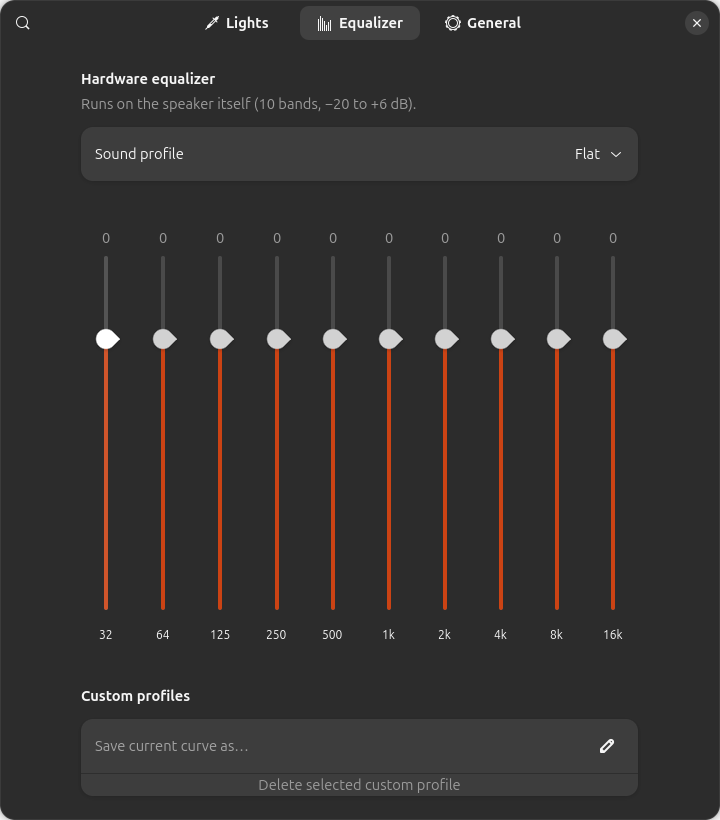 Lights Equalizer General
Hardware equalizer
Runs on the speaker itself (10 bands, −20 to +6 dB).
Sound profile Flat
0 0 0 0 0 0 0 0 0 0
32 64 125 250 500 1k 2k 4k 8k 16k
Custom profiles
Save current curve as…
Delete selected custom profile